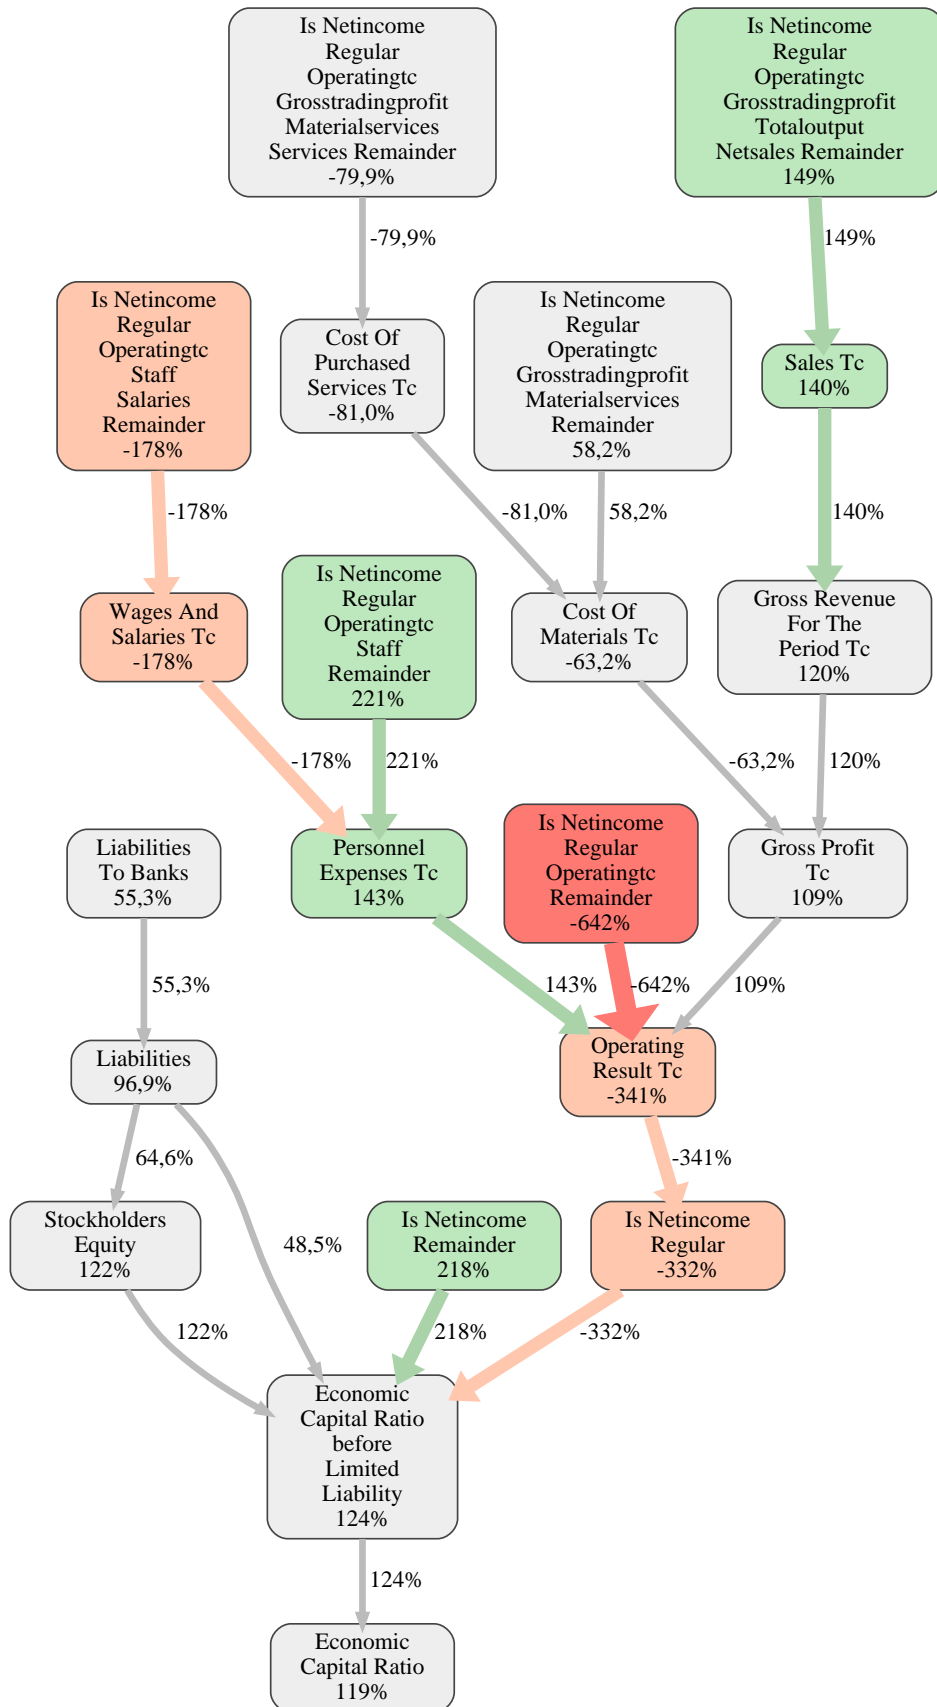 Is Netincome
Regular
Operatingtc
Grosstradingprofit
Materialservices
Services Remainder
-79,9%
Is Netincome
Regular
Operatingtc
Grosstradingprofit
Totaloutput
Netsales Remainder
149%
-79,9%
149%
Is Netincome
Regular
Operatingtc
Staff
Salaries
Remainder
-178%
Cost Of
Purchased
Services Tc
-81,0%
Is Netincome
Regular
Operatingtc
Grosstradingprofit
Materialservices
Remainder
58,2%
Sales Tc
140%
-178%
-81,0%
58,2%
140%
Wages And
Salaries Tc
-178%
Is Netincome
Regular
Operatingtc
Staff
Remainder
221%
Cost Of
Materials Tc
-63,2%
Gross Revenue
For The
Period Tc
120%
-178%
221%
-63,2%
120%
Liabilities
To Banks
55,3%
Personnel
Expenses Tc
143%
Is Netincome
Regular
Operatingtc
Remainder
-642%
Gross Profit
Tc
109%
55,3%
143%
-642%
109%
Liabilities
96,9%
Operating
Result Tc
-341%
64,6%
48,5%
-341%
Stockholders
Equity
122%
Is Netincome
Remainder
218%
Is Netincome
Regular
-332%
122%
218%
-332%
Economic
Capital Ratio
before
Limited
Liability
124%
124%
Economic
Capital Ratio
119%